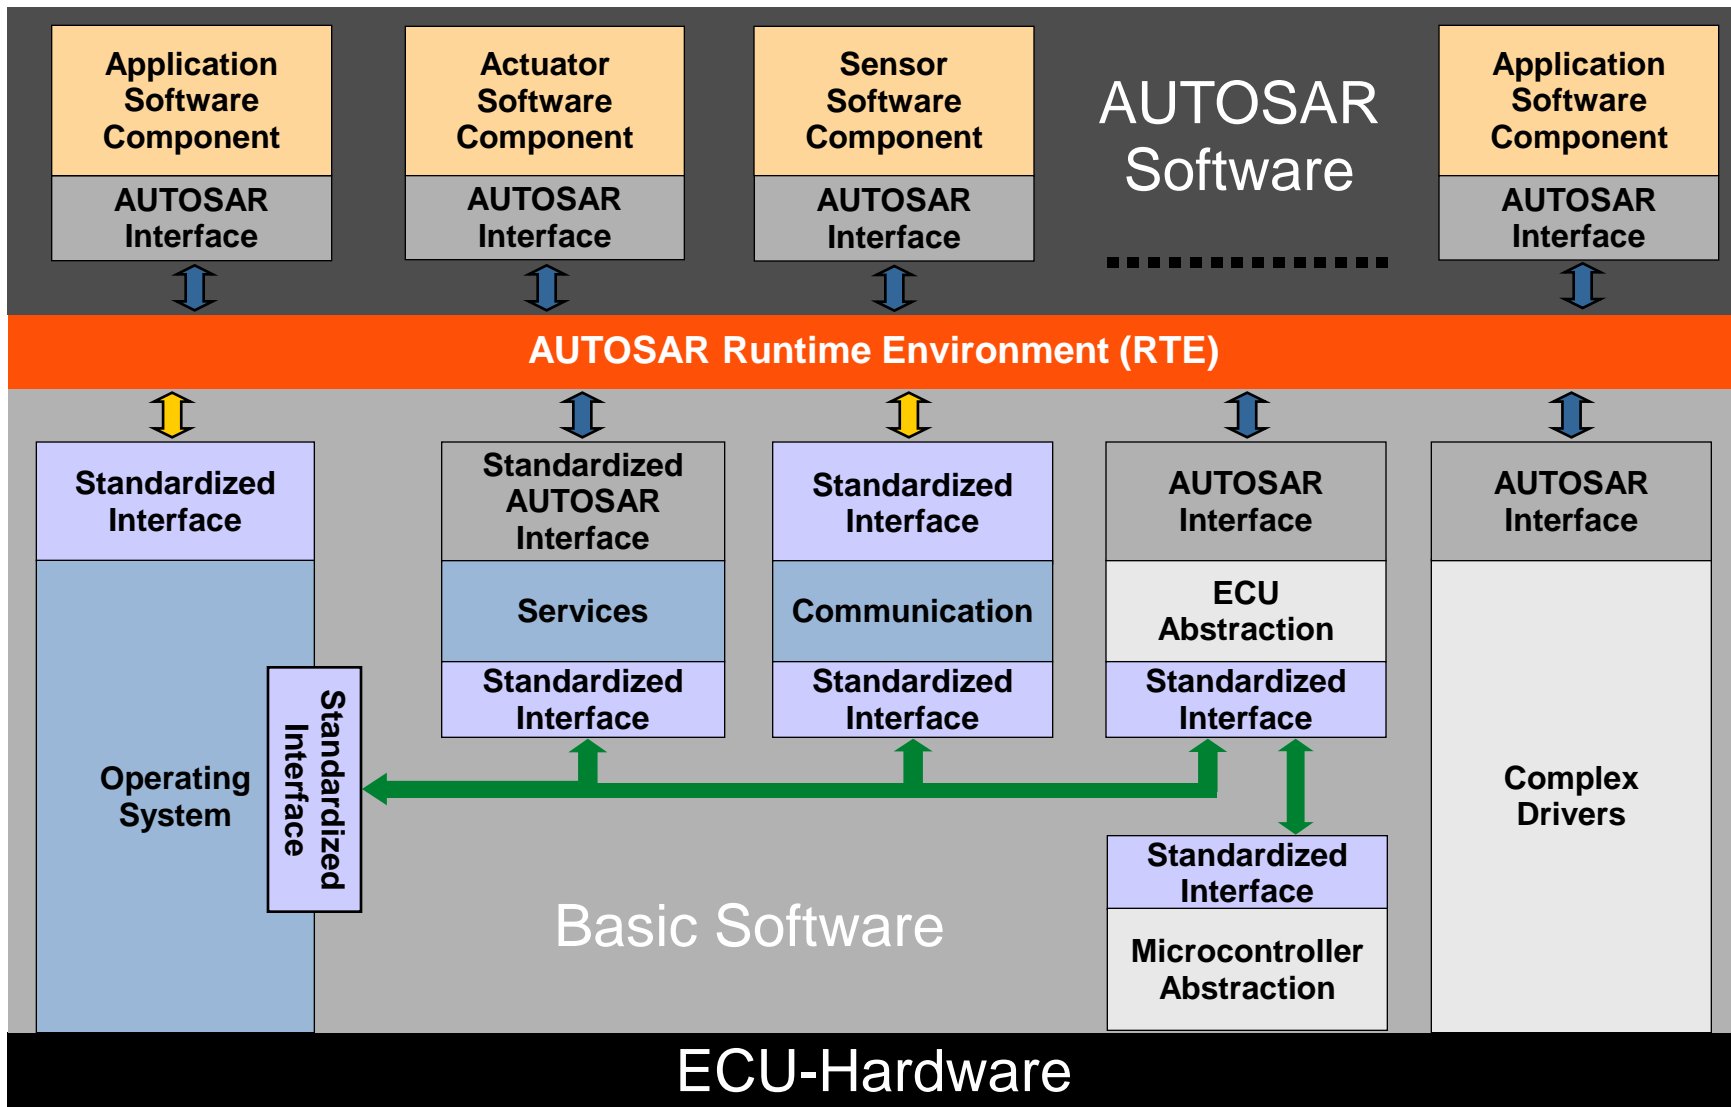 Application
Software
Component
AUTOSAR
Interface
Actuator
Software
Component
AUTOSAR
Interface
Sensor
Software
Component
AUTOSAR
Interface
AUTOSAR
Software
Application
Software
Component
AUTOSAR
Interface
AUTOSAR Runtime Environment (RTE)
Standardized
Interface
Operating
System
Standardized
Interface
Standardized
AUTOSAR
Interface
Services
Standardized
Interface
Standardized
Interface
Communication
Standardized
Interface
AUTOSAR
Interface
ECU
Abstraction
Standardized
Interface
Standardized
Interface
Microcontroller
Abstraction
AUTOSAR
Interface
Complex
Drivers
Basic Software
ECU-Hardware